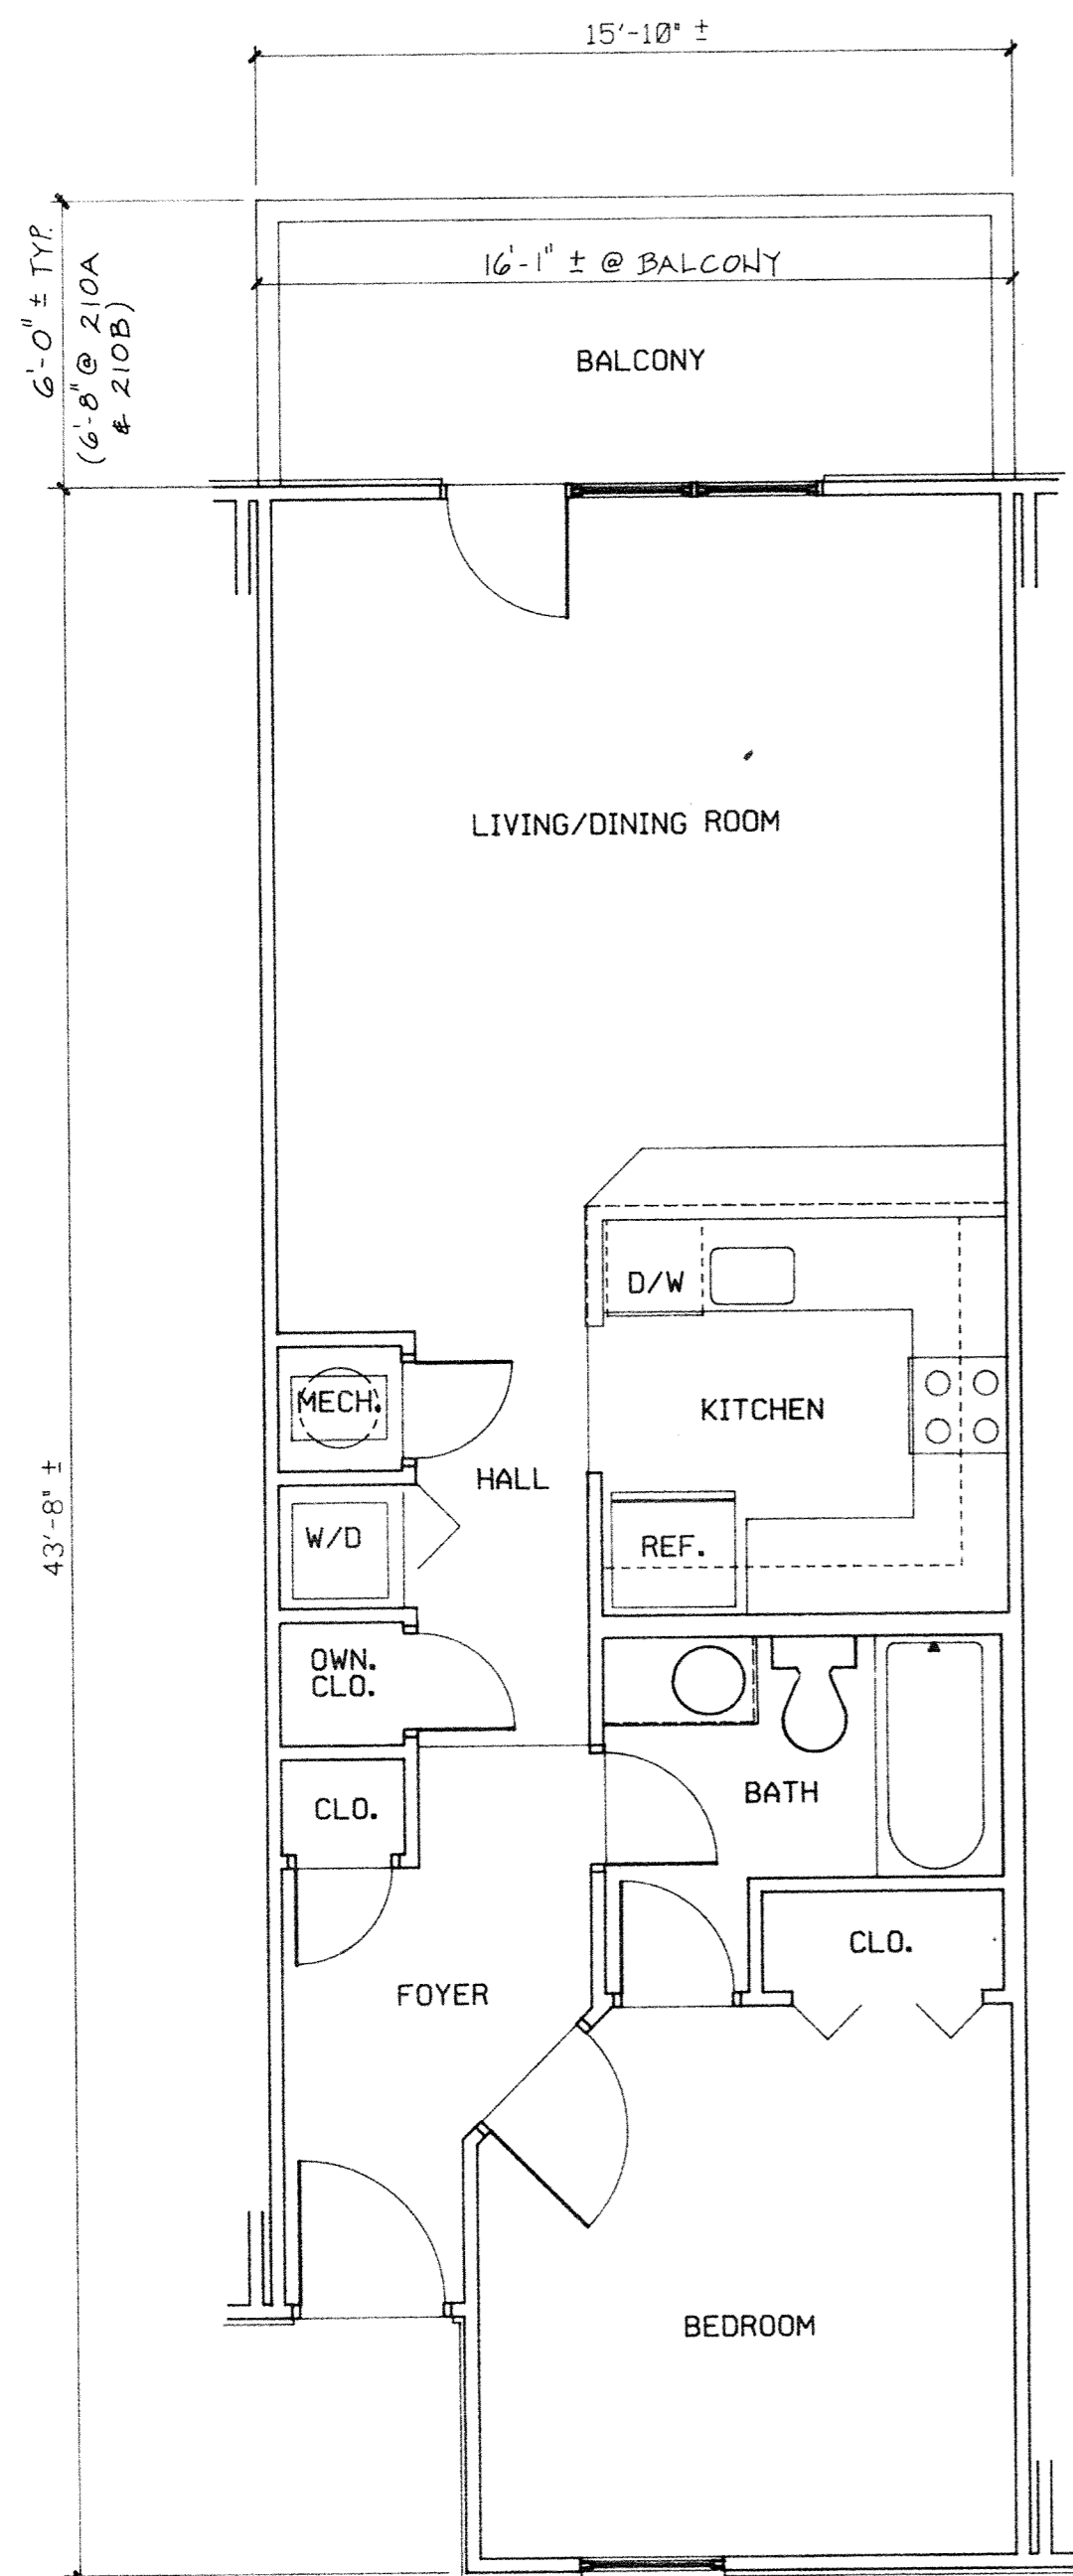 15'-10" ±
6'-0" ± TYP.
(6'-8" @ 210A
& 210B)
16'-1" ± @ BALCONY
BALCONY
LIVING/DINING ROOM
D/W
MECH.
KITCHEN
HALL
43'-8" ±
W/D
REF.
OWN.
CLO.
BATH
CLO.
CLO.
FOYER
BEDROOM